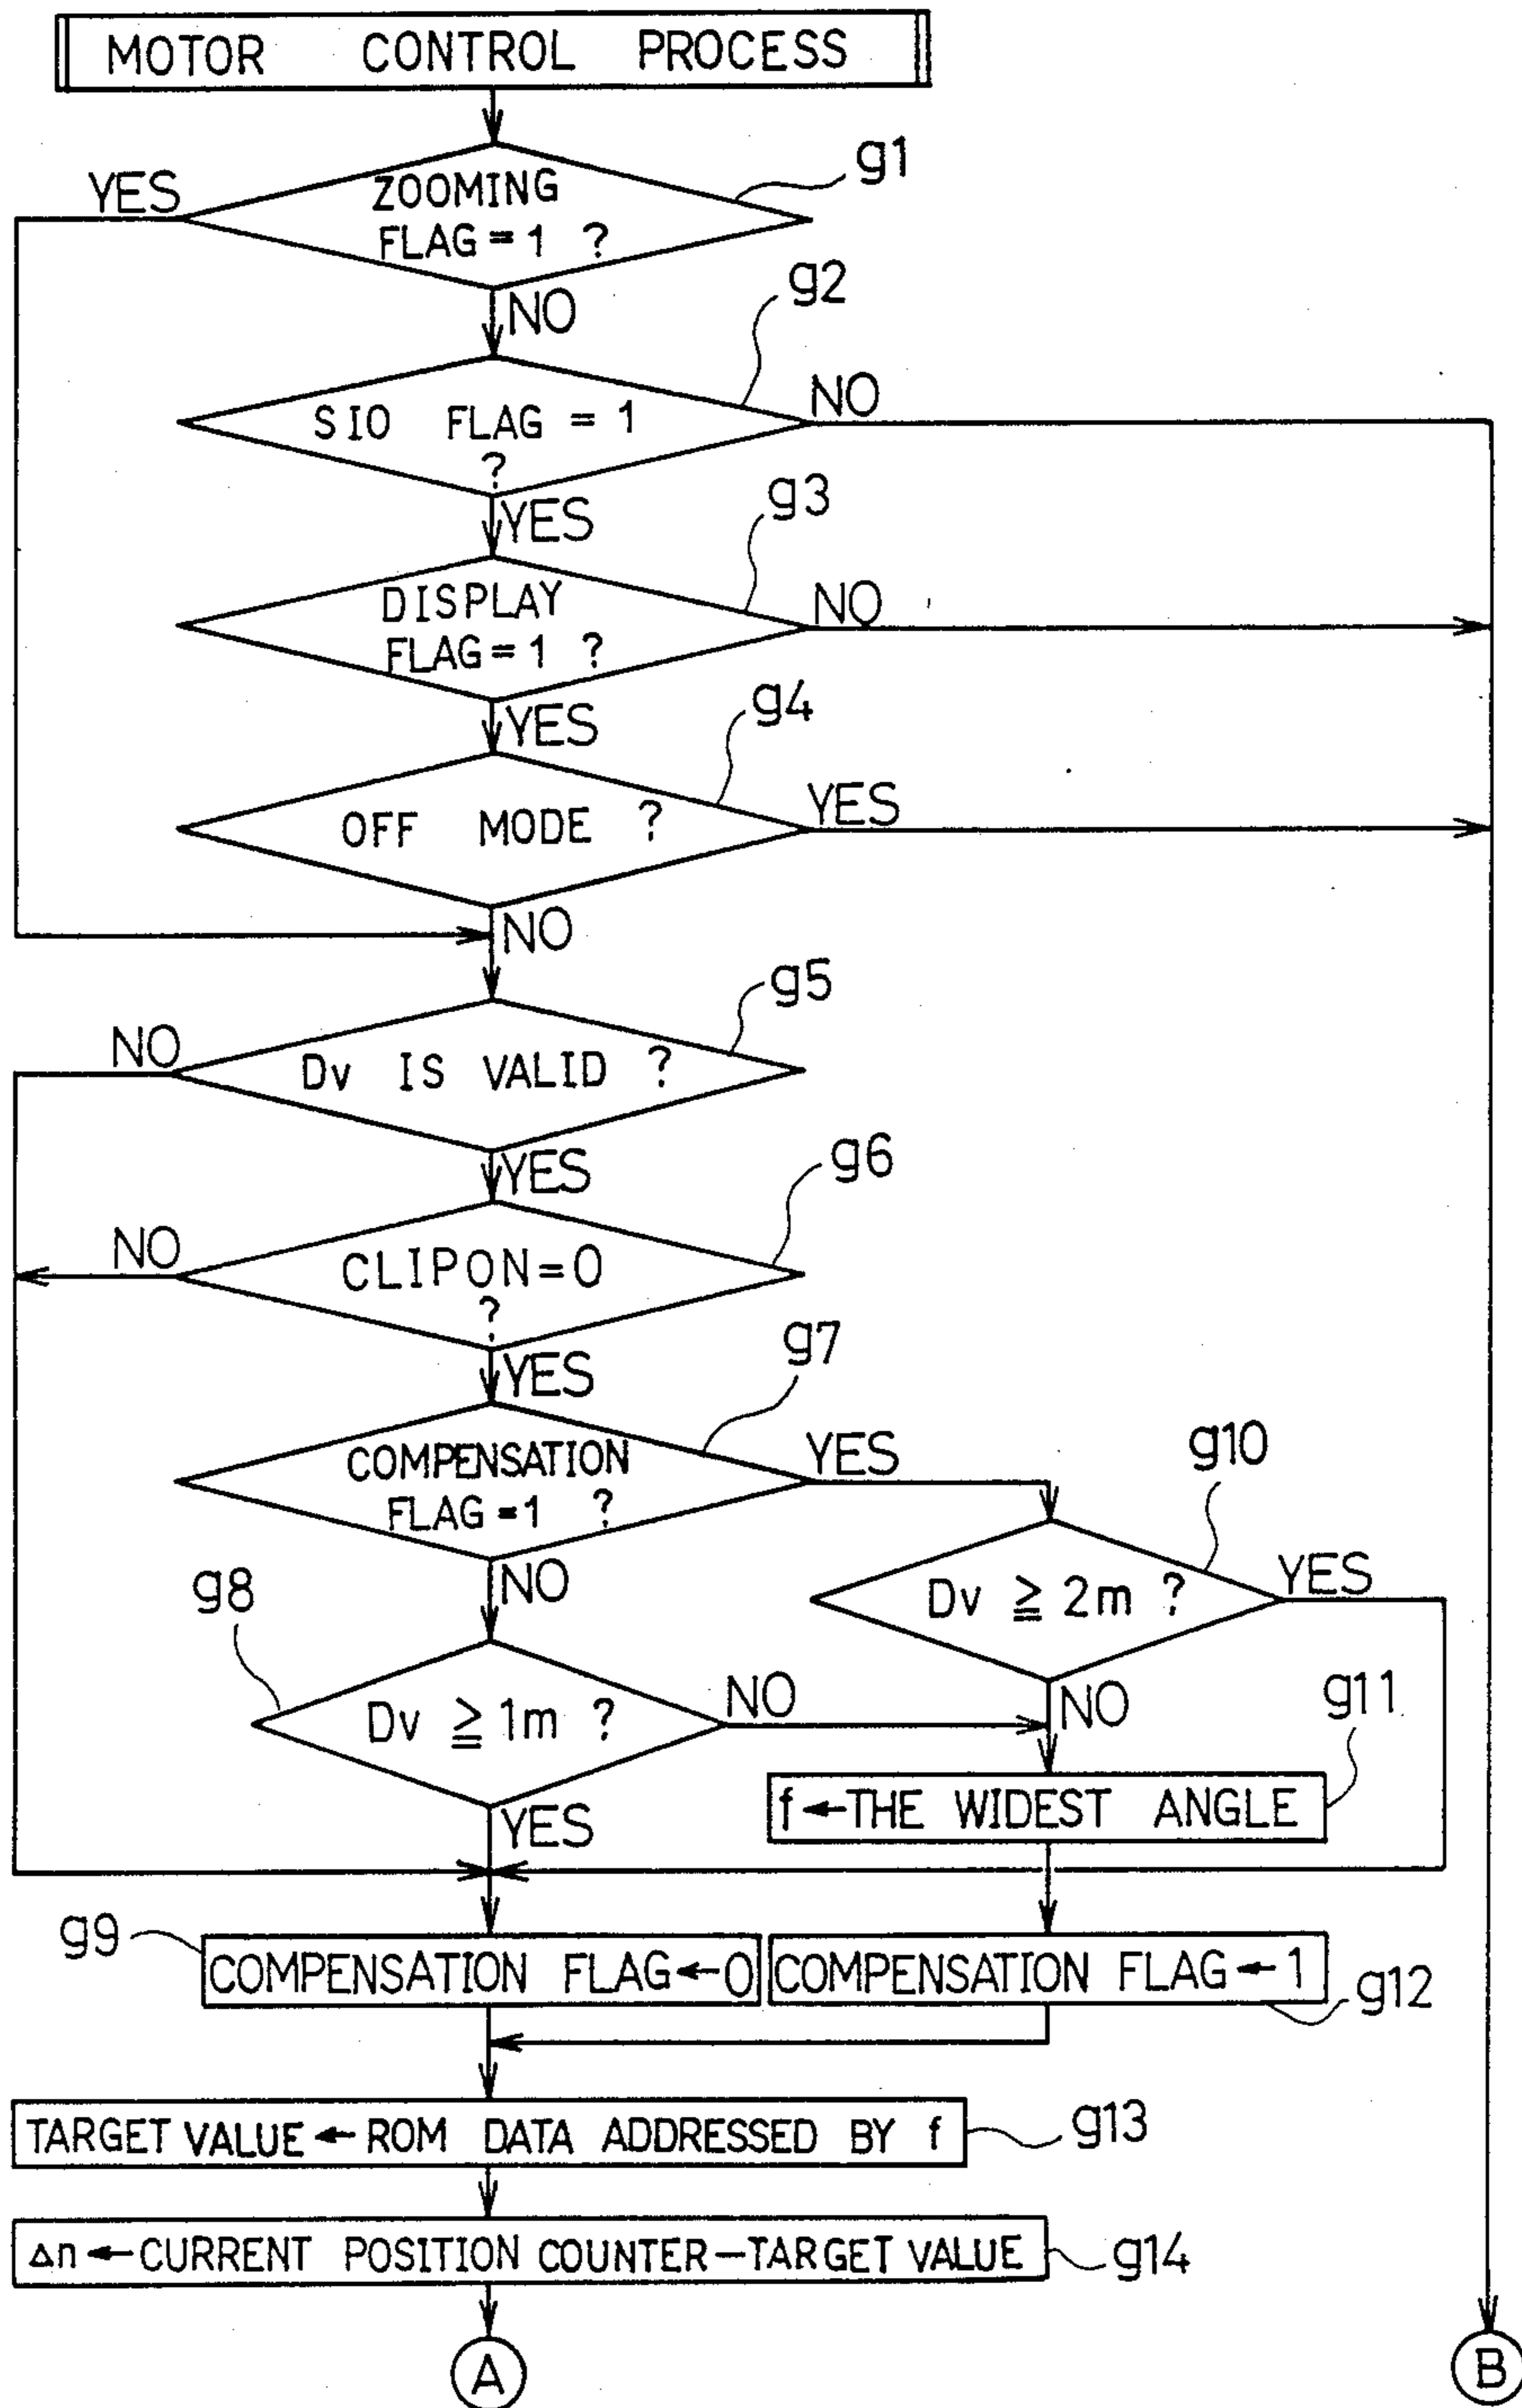 MOTOR CONTROL PROCESS
g1
YES
ZOOMING
FLAG=1 ?
NO
g2
SIO FLAG = 1
?
NO
YES
g3
DISPLAY
FLAG=1 ?
NO
YES
g4
OFF MODE ?
YES
NO
g5
NO
Dv IS VALID ?
YES
g6
NO
CLIPON=0
?
YES
g7
COMPENSATION
FLAG=1 ?
YES
g10
NO
g8
Dv ≧ 2m ?
YES
Dv ≧ 1m ?
NO
NO
g11
f←THE WIDEST ANGLE
YES
g9
COMPENSATION FLAG←0
COMPENSATION FLAG←1
g12
TARGET VALUE←ROM DATA ADDRESSED BY f
g13
Δn←CURRENT POSITION COUNTER–TARGET VALUE
g14
A
B